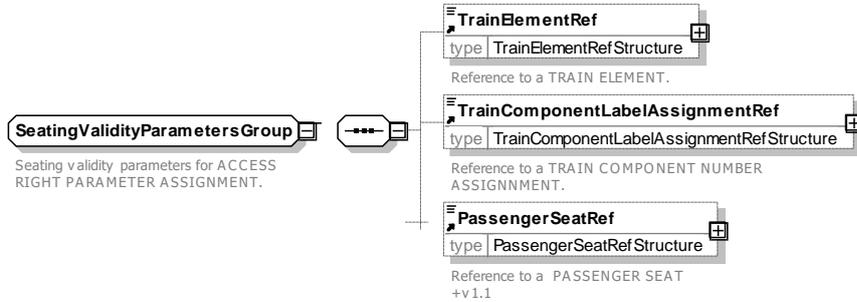 TrainElementRef
type TrainElementRefStructure
Reference to a TRAIN ELEMENT.
SeatingValidityParametersGroup
Seating validity parameters for ACCESS
RIGHT PARAMETER ASSIGNMENT.
TrainComponentLabelAssignmentRef
type TrainComponentLabelAssignmentRefStructure
Reference to a TRAIN COMPONENT NUMBER
ASSIGNNMENT.
PassengerSeatRef
type PassengerSeatRefStructure
Reference to a PASSENGER SEAT
+v1.1